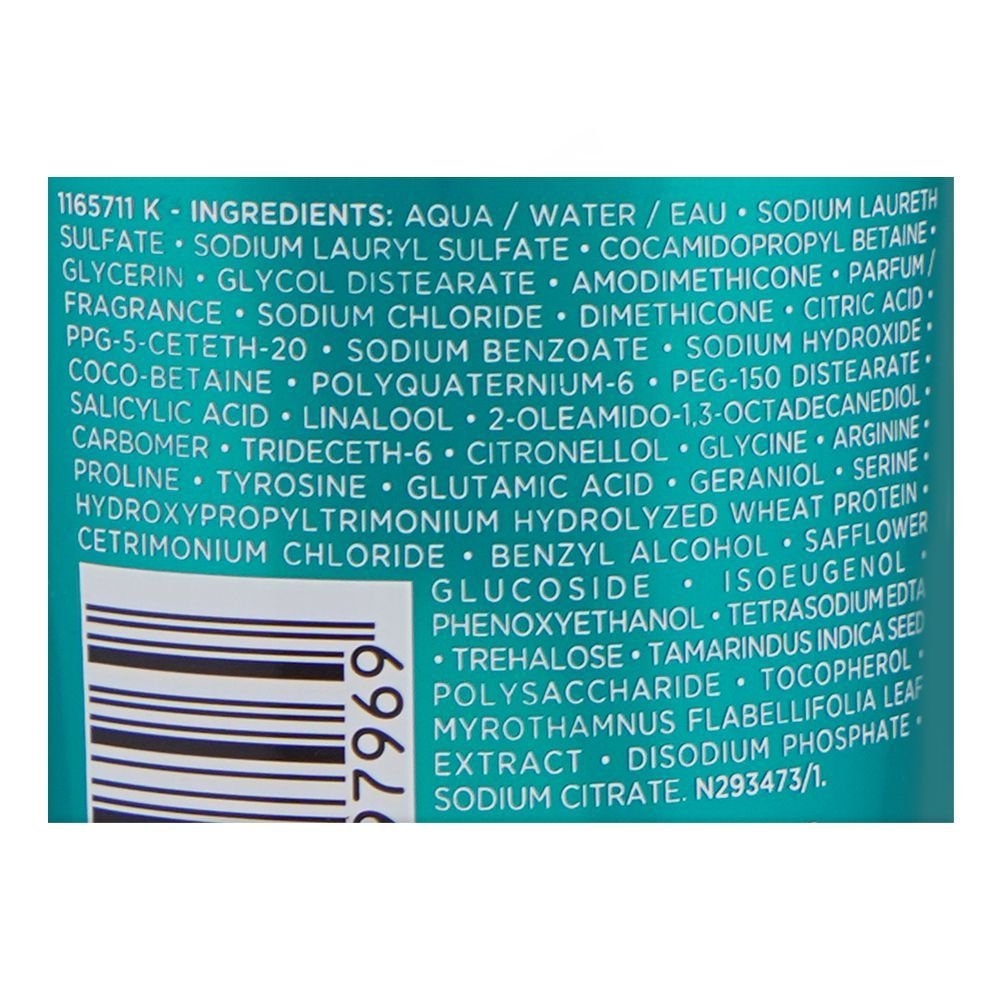 1165711 K - INGREDIENTS: AQUA / WATER / EAU • SODIUM LAURETH
SULFATE • SODIUM LAURYL SULFATE • COCAMIDOPROPYL BETAINE •
GLYCERIN • GLYCOL DISTEARATE • AMODIMETHICONE • PARFUM /
FRAGRANCE • SODIUM CHLORIDE • DIMETHICONE • CITRIC ACID •
PPG-5-CETETH-20 • SODIUM BENZOATE • SODIUM HYDROXIDE •
COCO-BETAINE • POLYQUATERNIUM-6 • PEG-150 DISTEARATE •
SALICYLIC ACID • LINALOOL • 2-OLEAMIDO-1,3-OCTADECANEDIOL •
CARBOMER • TRIDECETH-6 • CITRONELLOL • GLYCINE • ARGININE •
PROLINE • TYROSINE • GLUTAMIC ACID • GERANIOL • SERINE •
HYDROXYPROPYLTRIMONIUM HYDROLYZED WHEAT PROTEIN •
CETRIMONIUM CHLORIDE • BENZYL ALCOHOL • SAFFLOWER
GLUCOSIDE • ISOEUGENOL •
PHENOXYETHANOL • TETRASODIUM EDTA
• TREHALOSE • TAMARINDUS INDICA SEED
POLYSACCHARIDE • TOCOPHEROL •
MYROTHAMNUS FLABELLIFOLIA LEAF
EXTRACT • DISODIUM PHOSPHATE •
SODIUM CITRATE. N293473/1.
97969